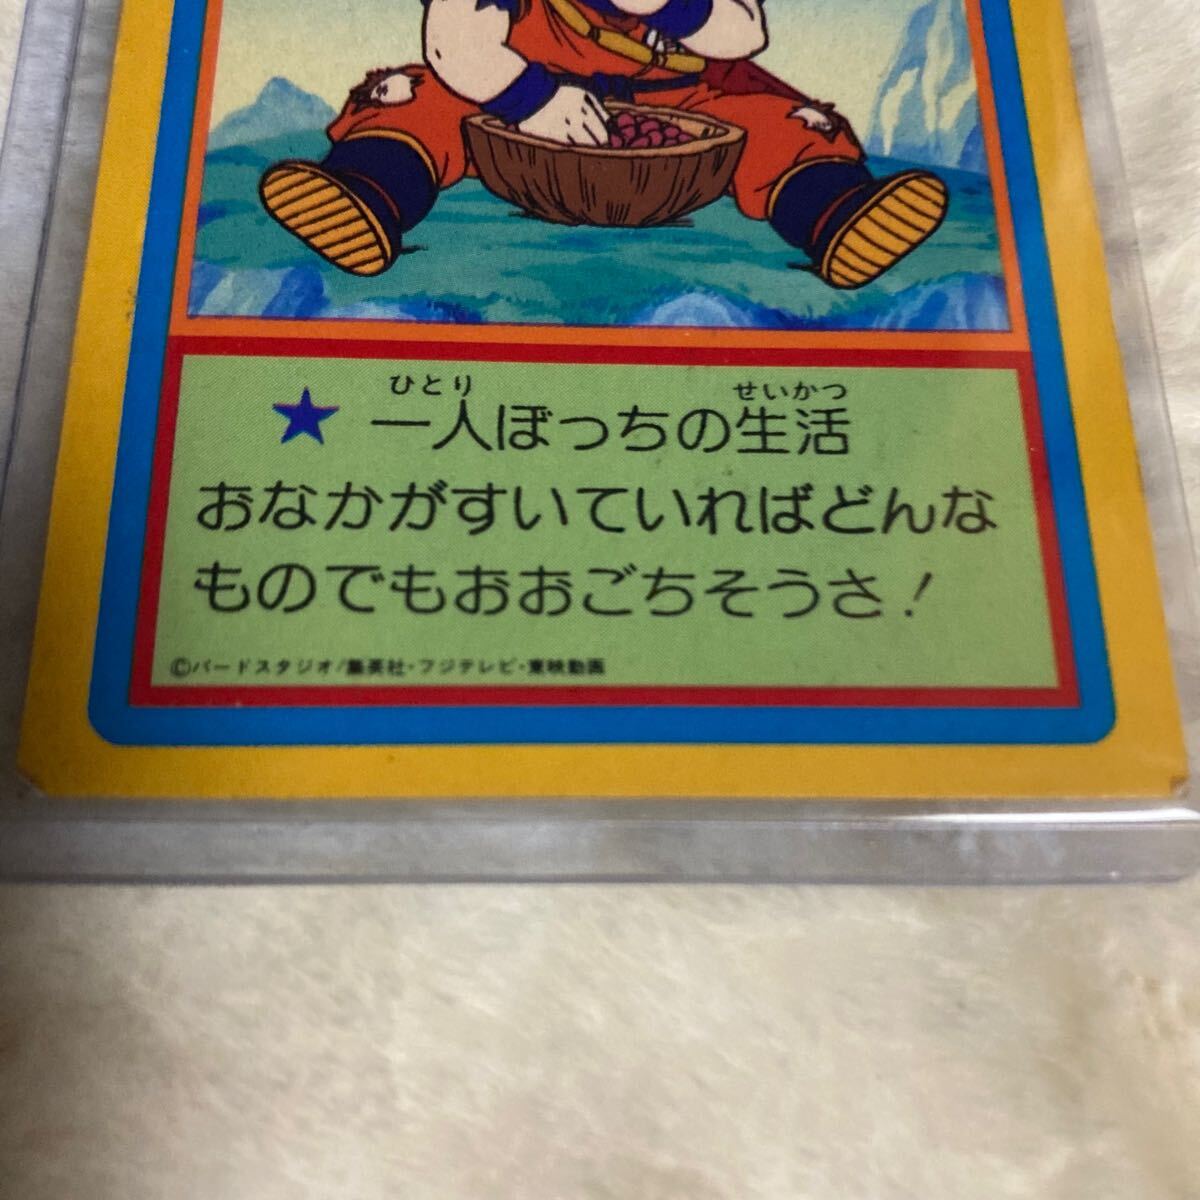 ひとり せいかつ
★一人ぼっちの生活
おなかがすいていればどんな
ものでもおおごちそうさ！
©バードスタジオ/集英社・フジテレビ・東映動画